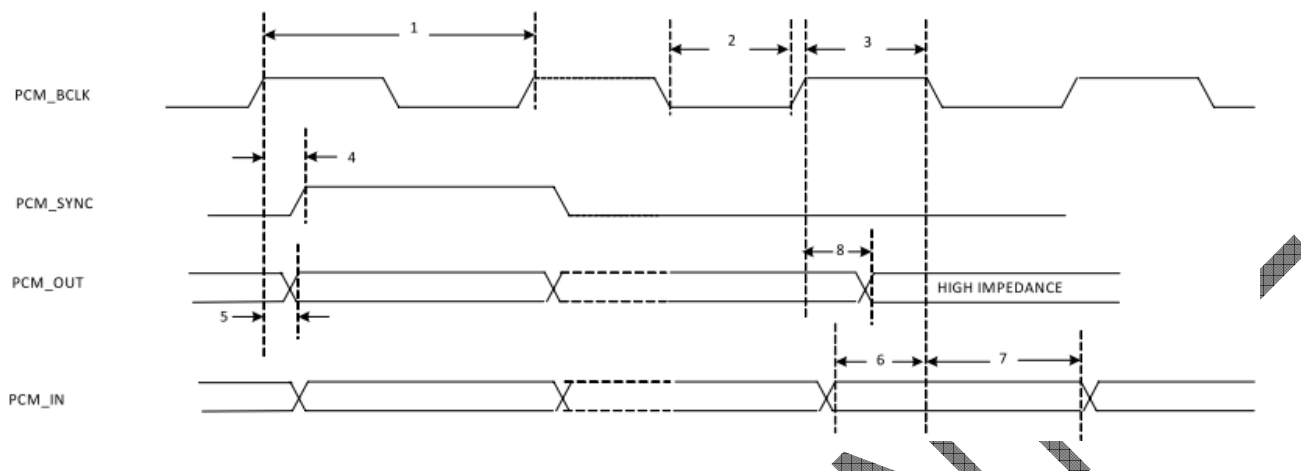 1
2
3
PCM_BCLK
4
PCM_SYNC
8
PCM_OUT
HIGH IMPEDANCE
5
6
7
PCM_IN